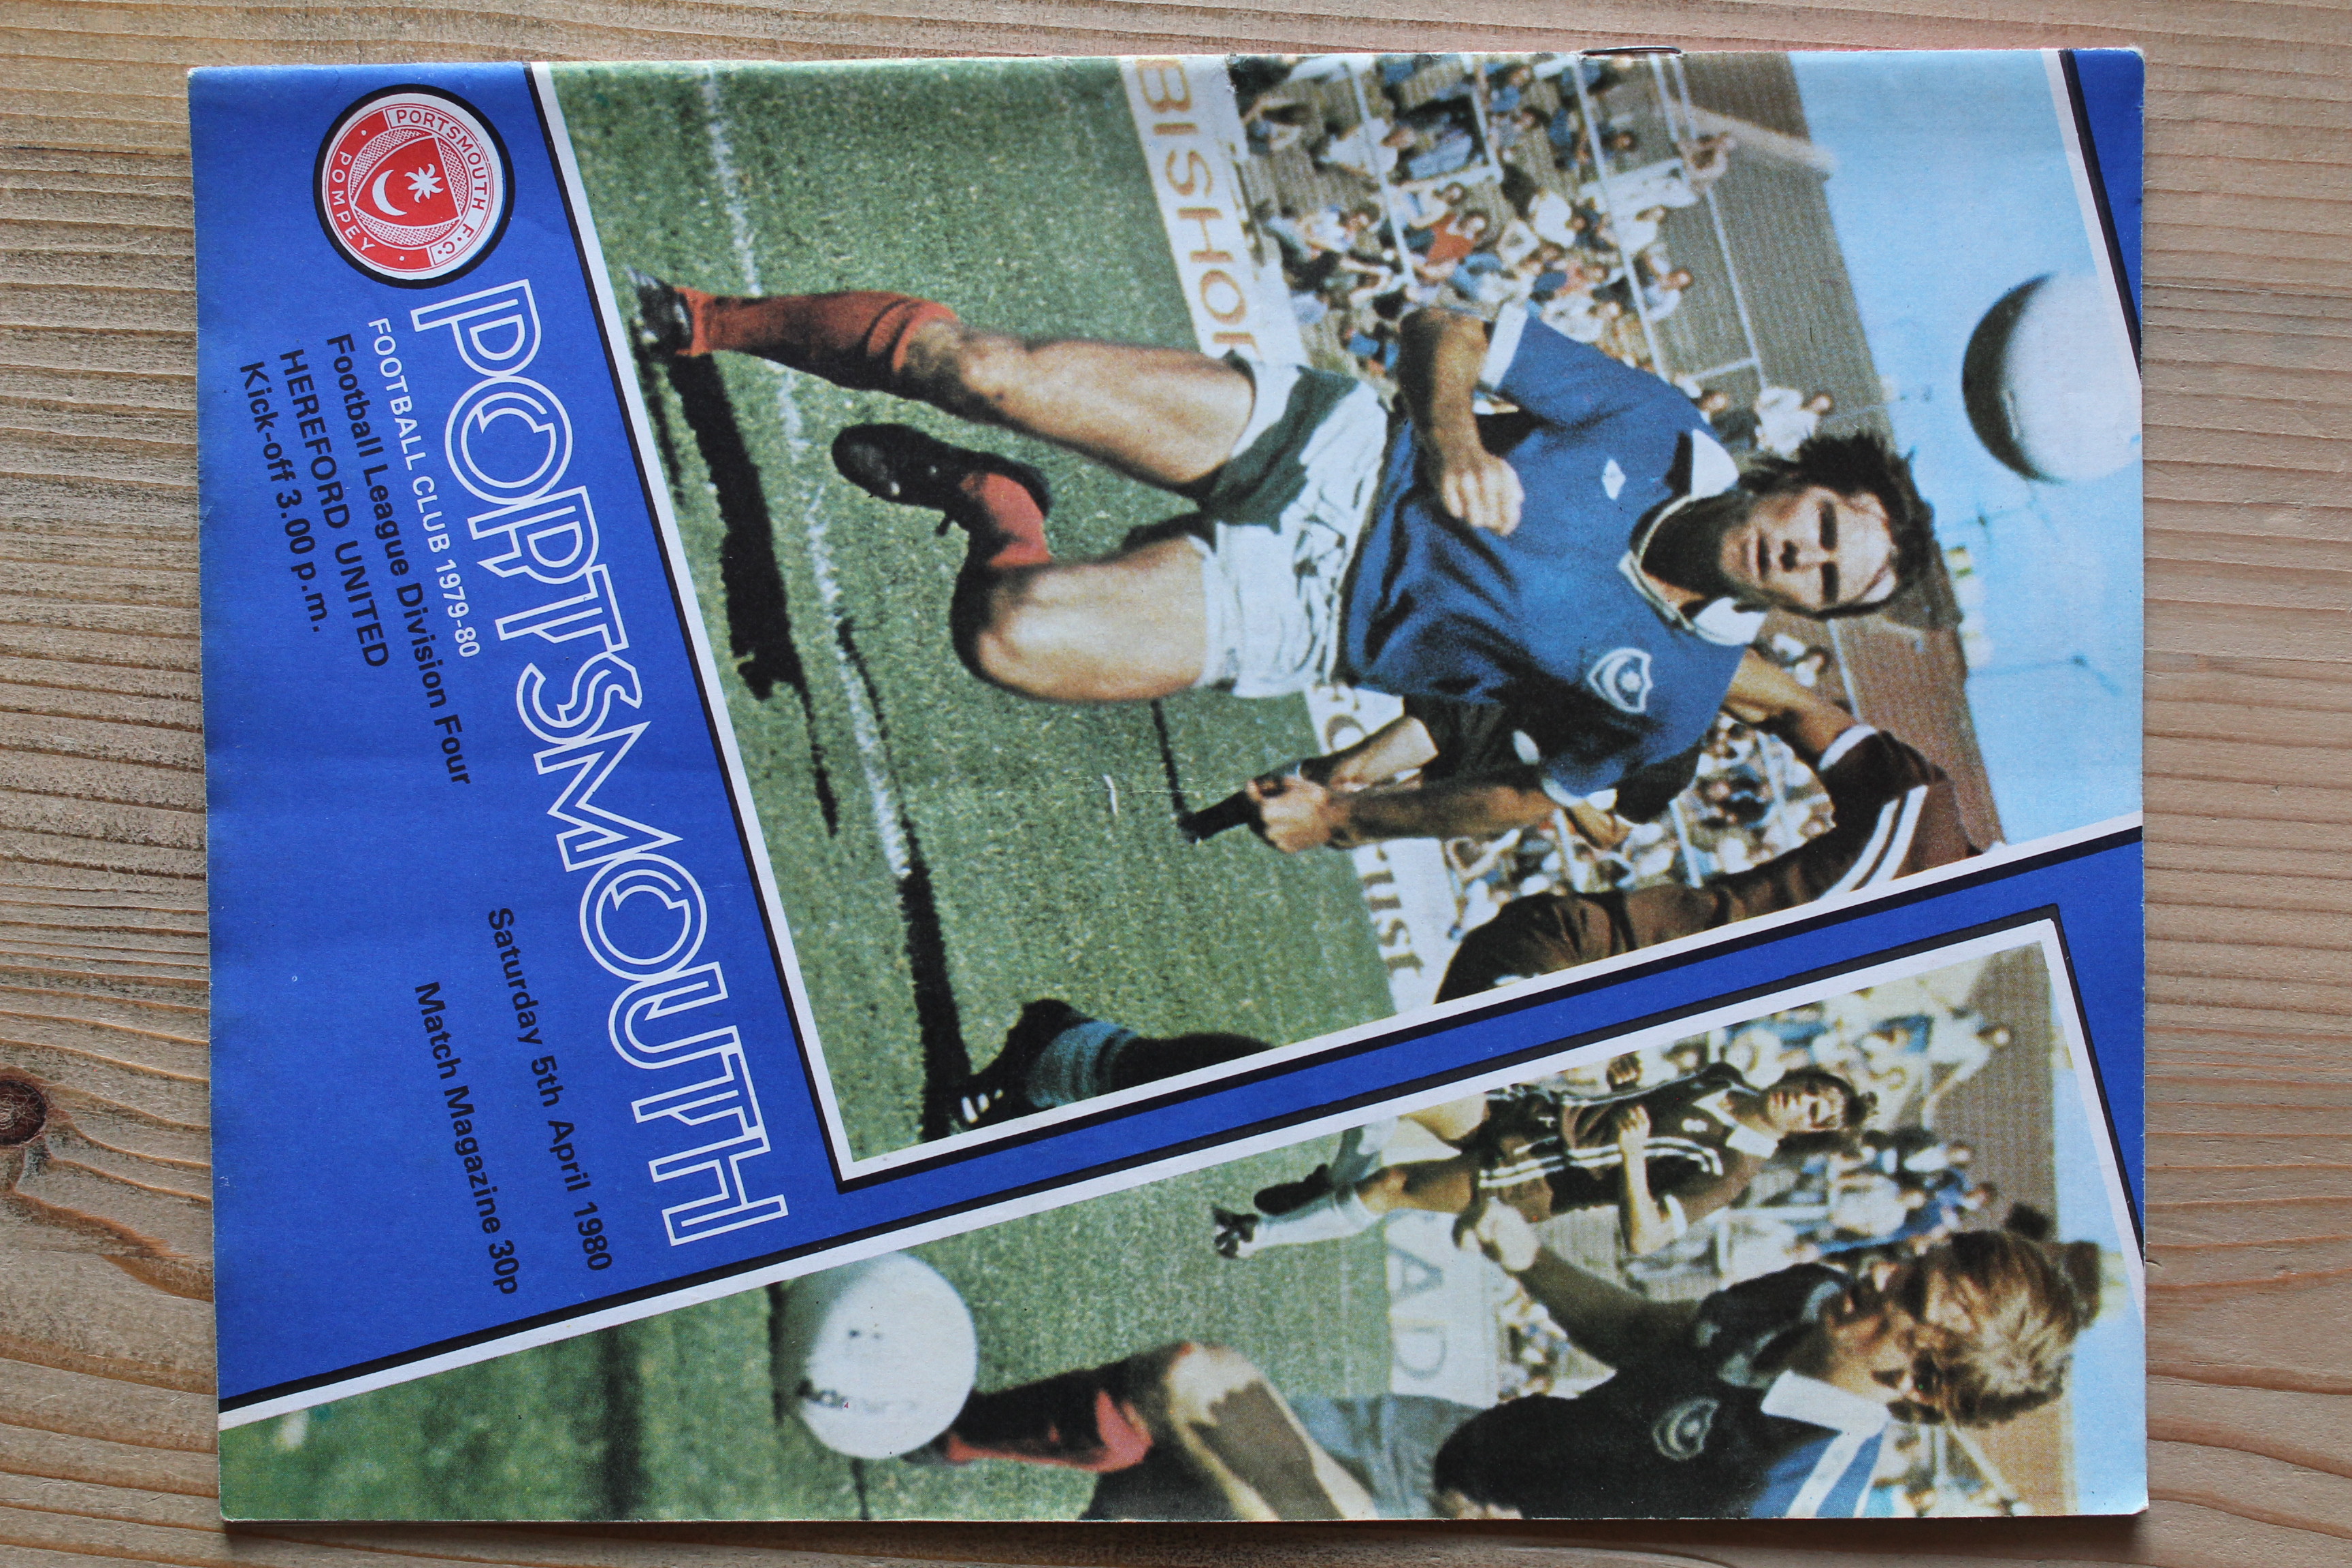 PORTSMOUTH F.C.
POMPEY
PORTSMOUTH
FOOTBALL CLUB 1979-80
Football League Division Four
HEREFORD UNITED
Kick-off 3.00 p.m.
Saturday 5th April 1980
Match Magazine 30p
BISHOP